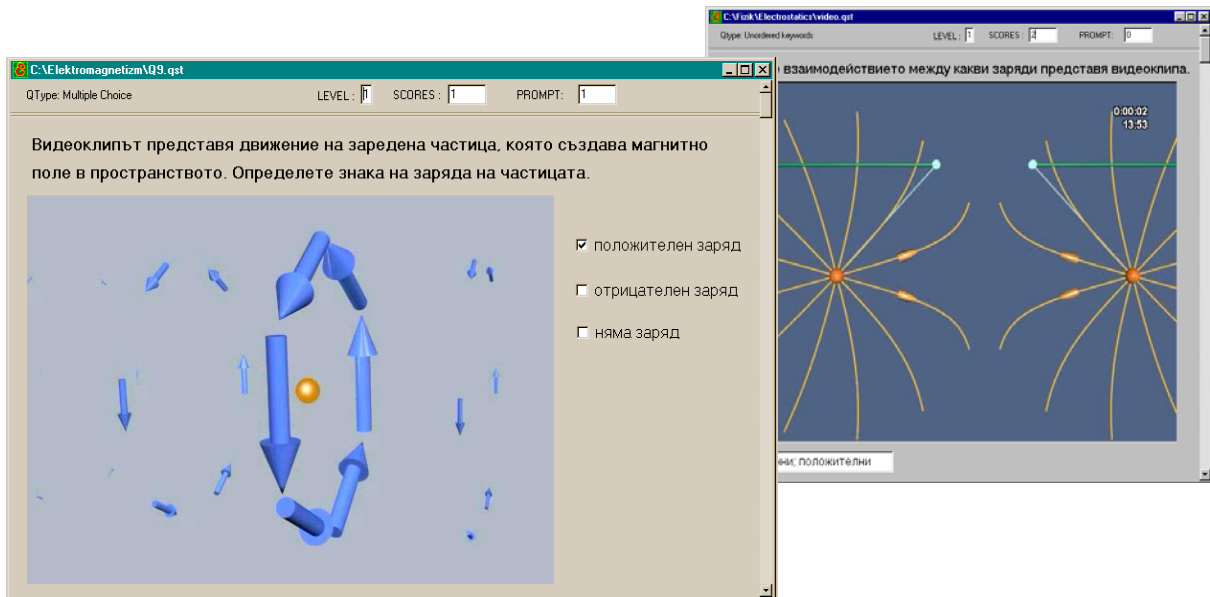 C:\Fizik\Electrostatics\video.qst
Qtype: Unordered keywords LEVEL: 1 SCORES: 2 PROMPT: 0
взаимодействието между какви заряди представя видеоклипа.
0:00:02
13:53
положителни
C:\Elektromagnetizm\Q9.qst
QType: Multiple Choice LEVEL: 1 SCORES: 1 PROMPT: 1
Видеоклипът представя движение на заредена частица, която създава магнитно
поле в пространството. Определете знака на заряда на частицата.
положителен заряд
отрицателен заряд
няма заряд